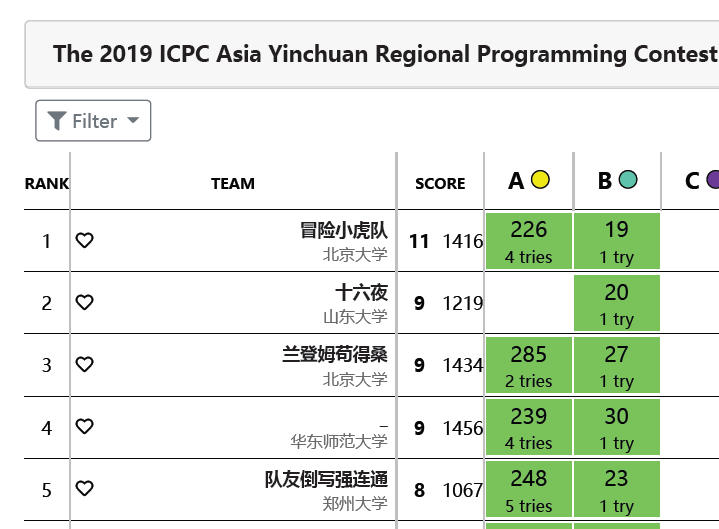 The 2019 ICPC Asia Yinchuan Regional Programming Contest
Filter
RANK TEAM SCORE A B C
1 冒险小虎队 11 1416 226 19
北京大学 4 tries 1 try
2 十六夜 9 1219 20
山东大学 1 try
3 兰登姆苟得桑 9 1434 285 27
北京大学 2 tries 1 try
4 _ 9 1456 239 30
华东师范大学 4 tries 1 try
5 队友倒写强连通 8 1067 248 23
郑州大学 5 tries 1 try